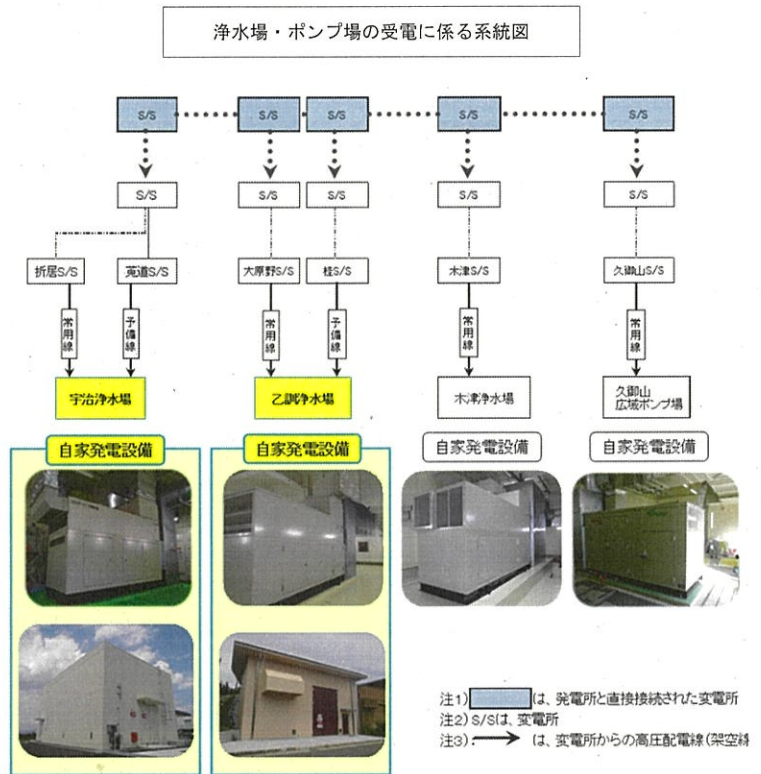 浄水場・ポンプ場の受電に係る系統図
S/S
S/S
S/S
S/S
S/S
S/S
S/S
S/S
S/S
S/S
折居S/S
莵道S/S
大原野S/S
桂S/S
木津S/S
久御山S/S
常用線
予備線
常用線
予備線
常用線
常用線
宇治浄水場
乙訓浄水場
木津浄水場
久御山
広域ポンプ場
自家発電設備
自家発電設備
自家発電設備
自家発電設備
注1) は、発電所と直接接続された変電所
注2) S/Sは、変電所
注3) は、変電所からの高圧配電線(架空線